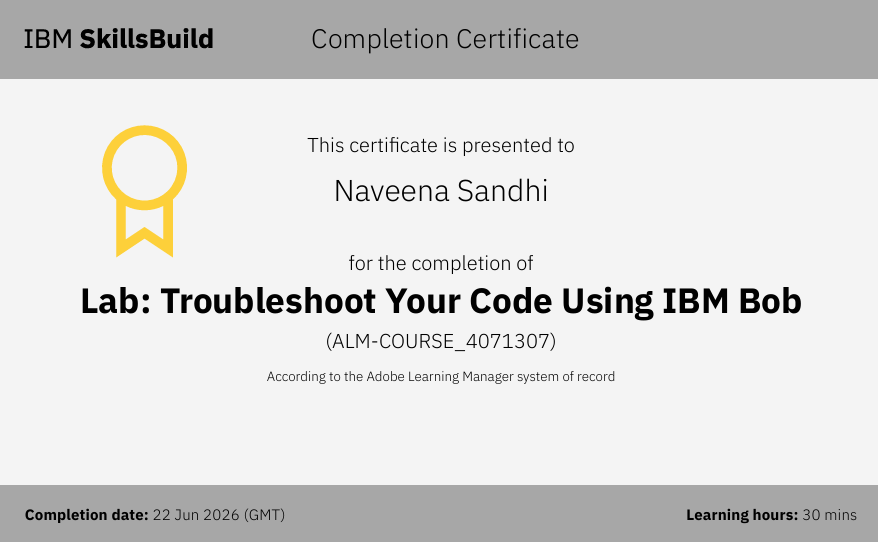 IBM SkillsBuild
Completion Certificate
This certificate is presented to
Naveena Sandhi
for the completion of
Lab: Troubleshoot Your Code Using IBM Bob
(ALM-COURSE_4071307)
According to the Adobe Learning Manager system of record
Completion date: 22 Jun 2026 (GMT)
Learning hours: 30 mins